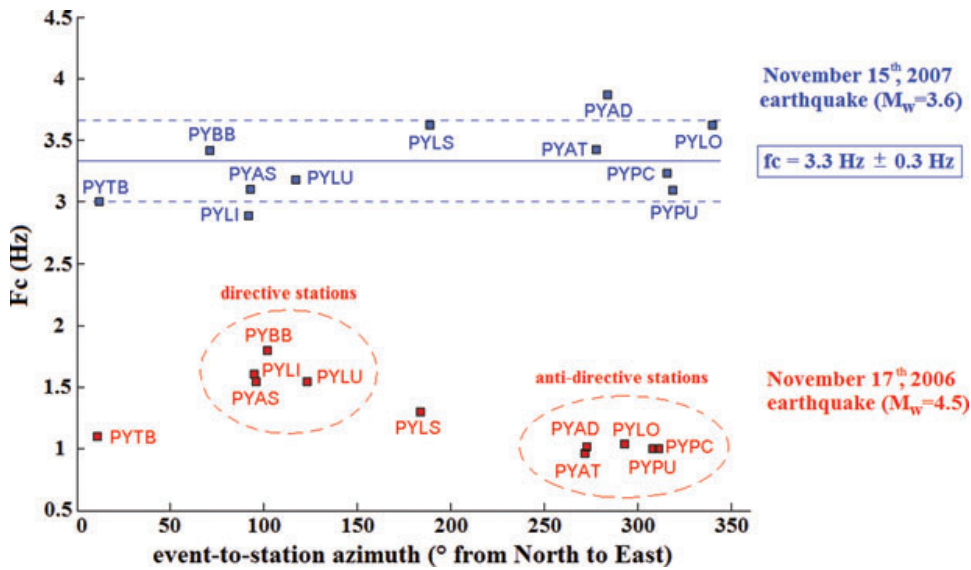 4.5
4
3.5
3
2.5
2
1.5
1
0.5
Fc (Hz)
0
50
100
150
200
250
300
350
event-to-station azimuth (° from North to East)
PYTB
PYBB
PYAS
PYLI
PYLU
PYLS
PYAD
PYAT
PYLO
PYPC
PYPU
November 15th, 2007
earthquake (Mw=3.6)
fc = 3.3 Hz ± 0.3 Hz
directive stations
PYBB
PYLI
PYAS
PYLU
PYTB
PYLS
anti-directive stations
PYAD
PYLO
PYPC
PYAT
PYPU
November 17th, 2006
earthquake (Mw=4.5)